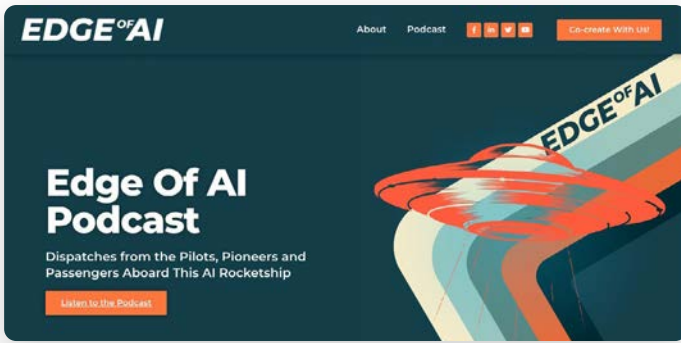 EDGE OF AI
About Podcast Co-create With Us!
EDGE OF AI
Edge Of AI
Podcast
Dispatches from the Pilots, Pioneers and
Passengers Aboard This AI Rocketship
Listen to the Podcast